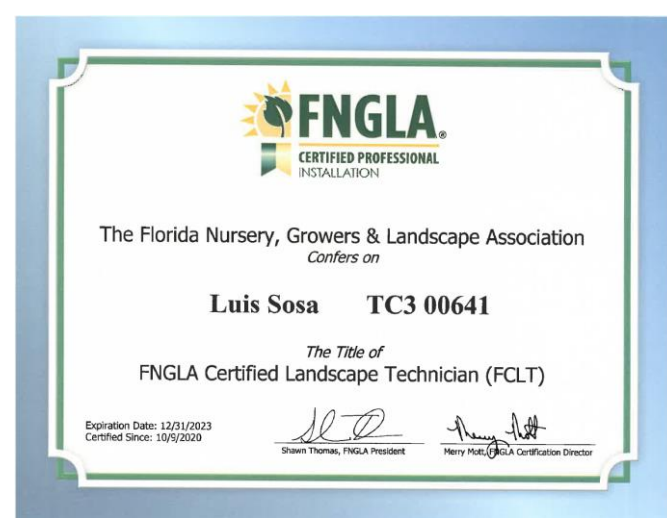 FNGLA®
CERTIFIED PROFESSIONAL
INSTALLATION
The Florida Nursery, Growers & Landscape Association
Confers on
Luis Sosa TC3 00641
The Title of
FNGLA Certified Landscape Technician (FCLT)
Expiration Date: 12/31/2023
Certified Since: 10/9/2020
Shawn Thomas, FNGLA President
Merry Mott, FNGLA Certification Director